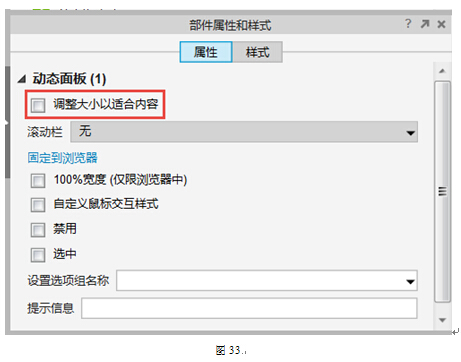 部件属性和样式
属性 样式
动态面板 (1)
调整大小以适合内容
滚动栏 无
固定到浏览器
100%宽度 (仅限浏览器中)
自定义鼠标交互样式
禁用
选中
设置选项组名称
提示信息
图 33.